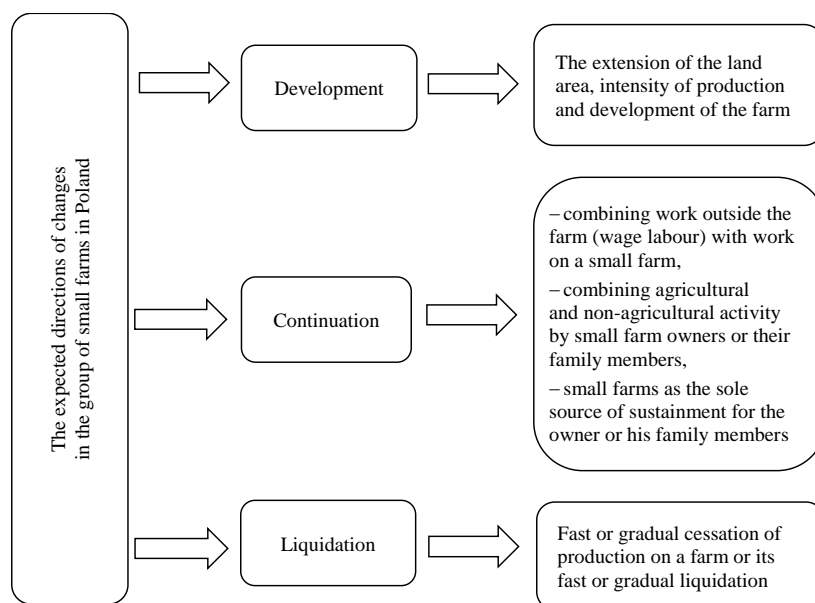 The expected directions of changes
in the group of small farms in Poland
Development
The extension of the land
area, intensity of production
and development of the farm
Continuation
– combining work outside the
farm (wage labour) with work
on a small farm,
– combining agricultural
and non-agricultural activity
by small farm owners or their
family members,
– small farms as the sole
source of sustainment for the
owner or his family members
Liquidation
Fast or gradual cessation of
production on a farm or its
fast or gradual liquidation